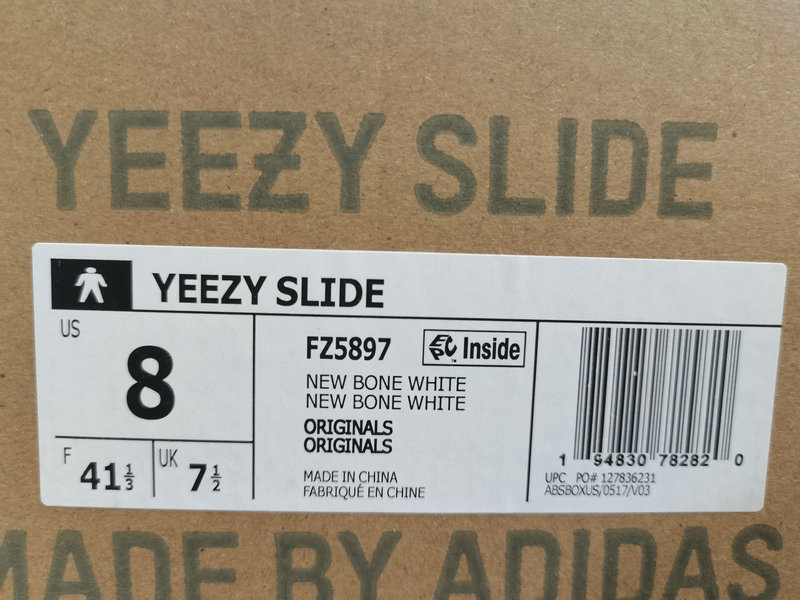 YEEZY SLIDE
YEEZY SLIDE
US
8
F
41 1/3
UK
7 1/2
FZ5897
Inside
NEW BONE WHITE
NEW BONE WHITE
ORIGINALS
ORIGINALS
MADE IN CHINA
FABRIQUÉ EN CHINE
1 94830 78282 0
UPC PO# 127836231
ABSBOXUS/0517/V03
MADE BY ADIDAS